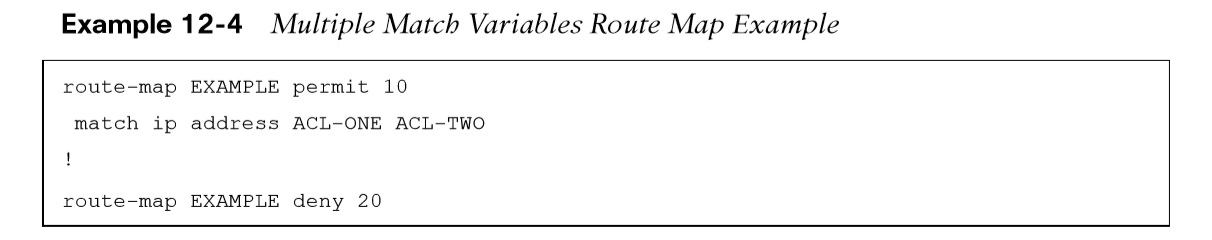 Example 12-4 Multiple Match Variables Route Map Example
route-map EXAMPLE permit 10
match ip address ACL-ONE ACL-TWO
!
route-map EXAMPLE deny 20